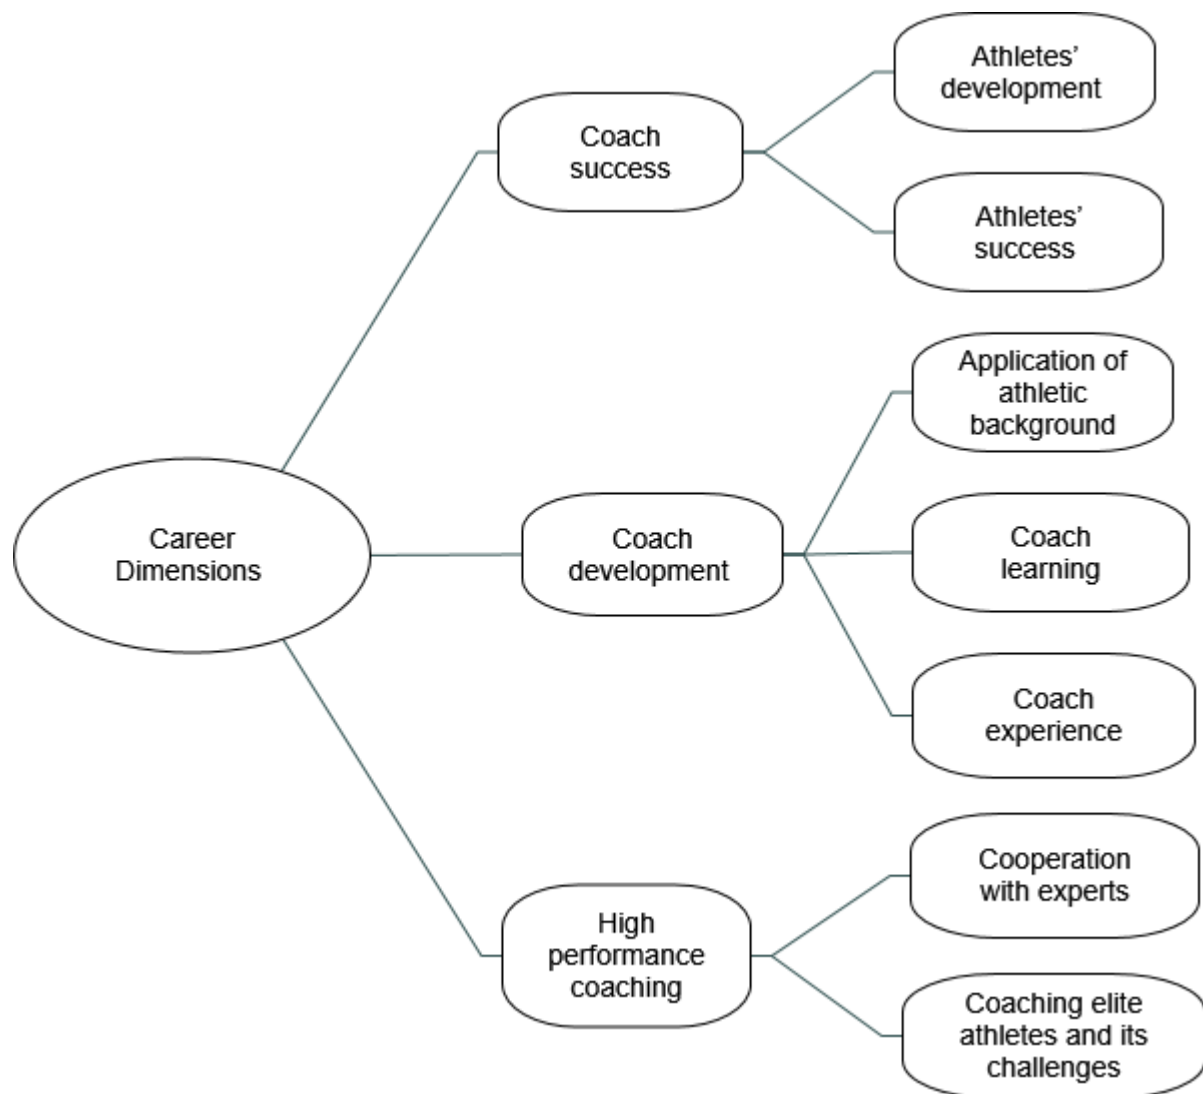 Career
Dimensions
Coach
success
Athletes’
development
Athletes’
success
Coach
development
Application of
athletic
background
Coach
learning
Coach
experience
High
performance
coaching
Cooperation
with experts
Coaching elite
athletes and its
challenges